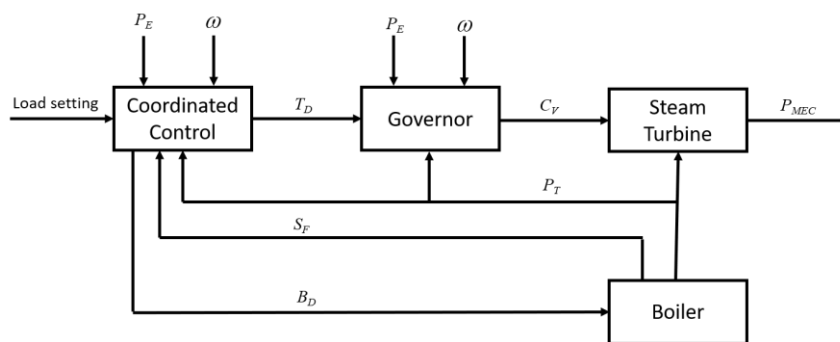 P_E
ω
P_E
ω
Load setting
Coordinated
Control
T_D
Governor
C_V
Steam
Turbine
P_MEC
P_T
S_F
B_D
Boiler